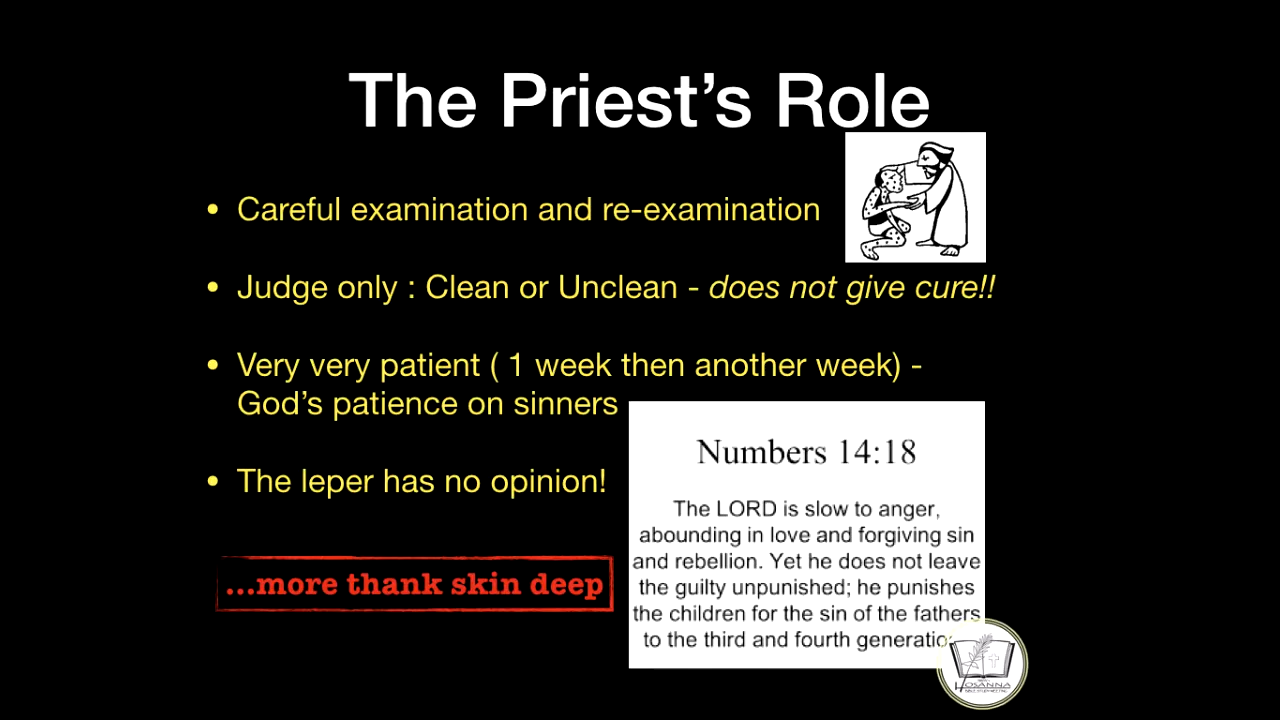 The Priest's Role
• Careful examination and re-examination
• Judge only : Clean or Unclean - does not give cure!!
• Very very patient ( 1 week then another week) -
God's patience on sinners
• The leper has no opinion!
...more thank skin deep
Numbers 14:18
The LORD is slow to anger,
abounding in love and forgiving sin
and rebellion. Yet he does not leave
the guilty unpunished; he punishes
the children for the sin of the fathers
to the third and fourth generatio
HOSANNA